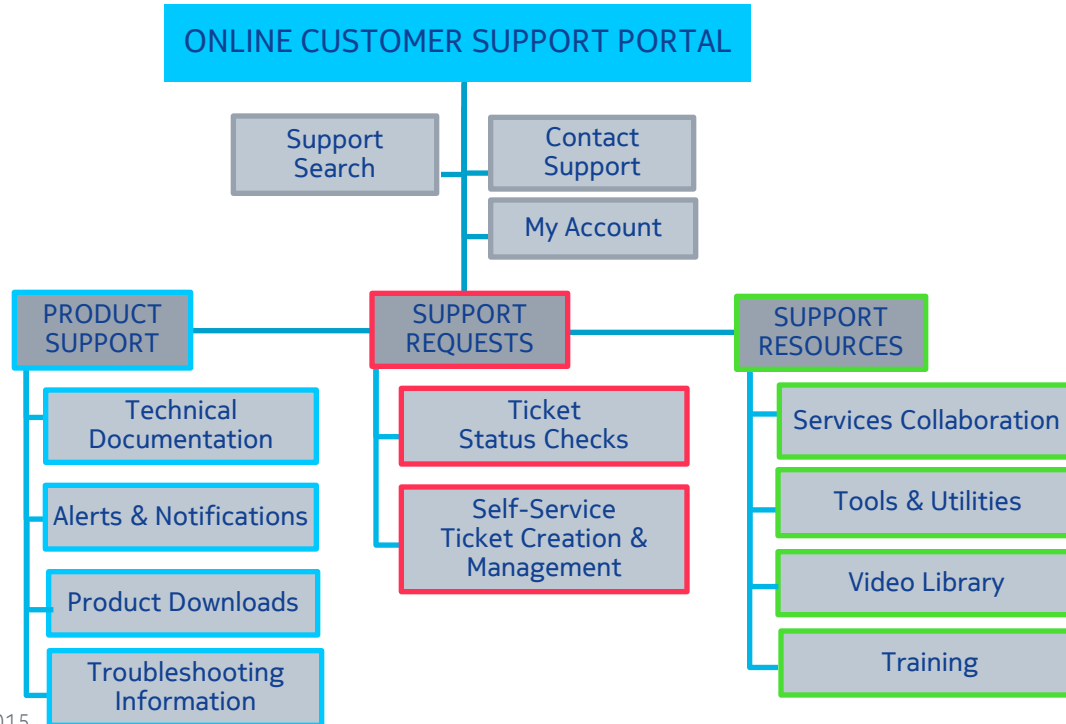 ONLINE CUSTOMER SUPPORT PORTAL
Support
Search
Contact
Support
My Account
PRODUCT
SUPPORT
Technical
Documentation
Alerts & Notifications
Product Downloads
Troubleshooting
Information
SUPPORT
REQUESTS
Ticket
Status Checks
Self-Service
Ticket Creation &
Management
SUPPORT
RESOURCES
Services Collaboration
Tools & Utilities
Video Library
Training